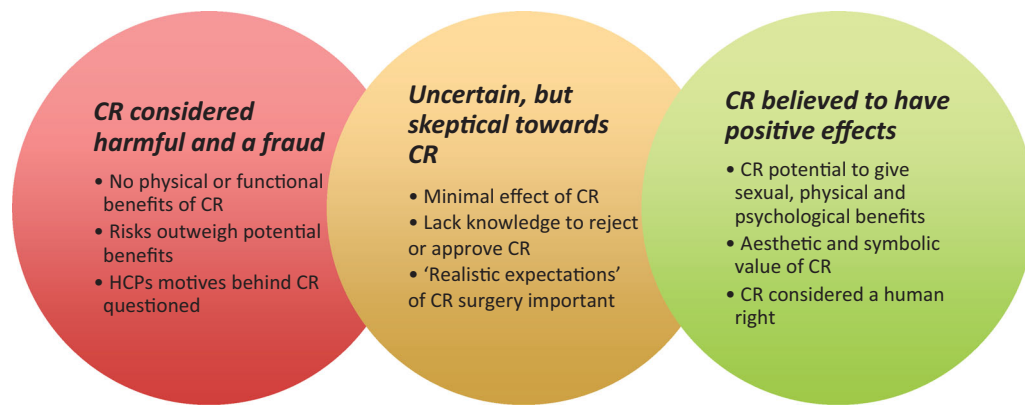 CR considered
harmful and a fraud
• No physical or functional
benefits of CR
• Risks outweigh potential
benefits
• HCPs motives behind CR
questioned
Uncertain, but
skeptical towards
CR
• Minimal effect of CR
• Lack knowledge to reject
or approve CR
• ‘Realistic expectations’
of CR surgery important
CR believed to have
positive effects
• CR potential to give
sexual, physical and
psychological benefits
• Aesthetic and symbolic
value of CR
• CR considered a human
right